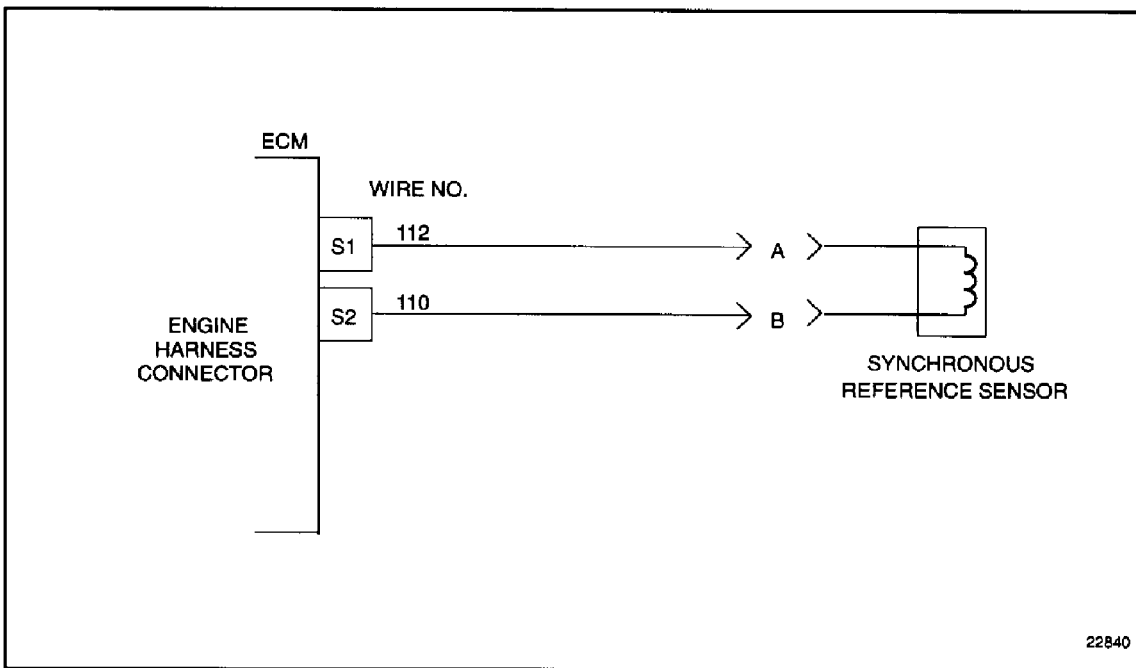 ECM
WIRE NO.
S1
112
A
S2
110
B
ENGINE
HARNESS
CONNECTOR
SYNCHRONOUS
REFERENCE SENSOR
22840